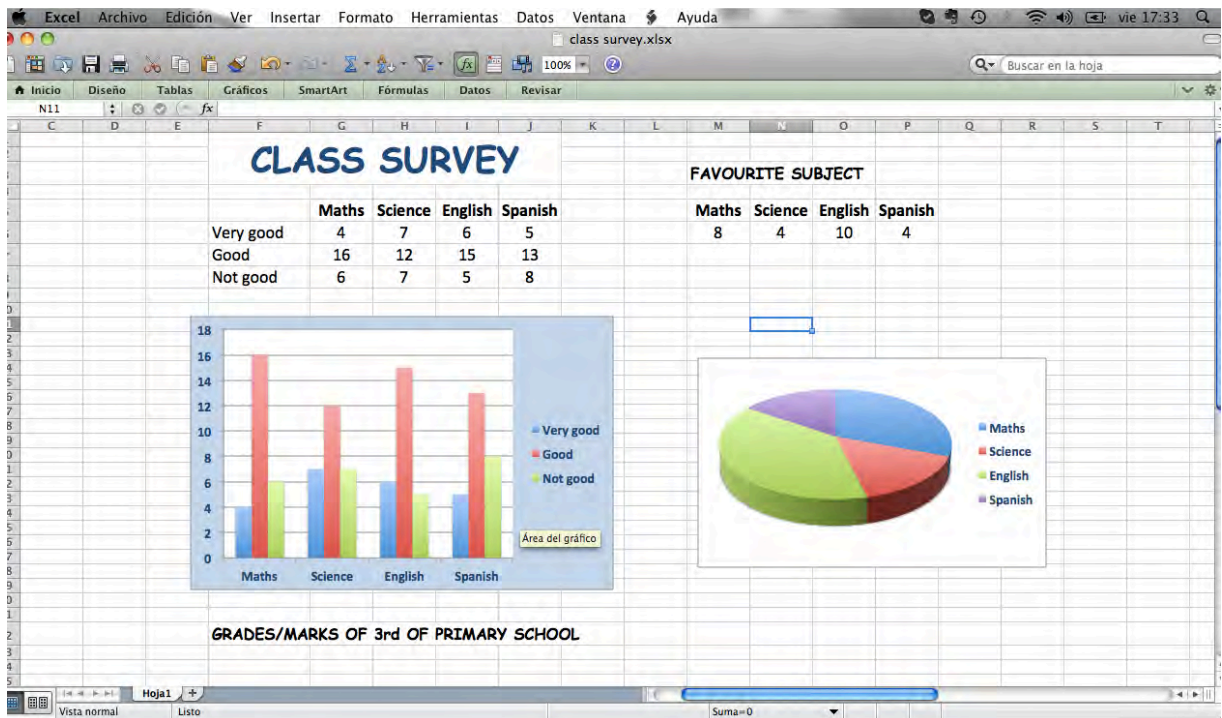 Excel Archivo Edición Ver Insertar Formato Herramientas Datos Ventana Ayuda vie 17:33
class survey.xlsx
100% Buscar en la hoja
Inicio Diseño Tablas Gráficos SmartArt Fórmulas Datos Revisar
N11 fx
C D E F G H I J K L M N O P Q R S T
CLASS SURVEY
FAVOURITE SUBJECT
Maths Science English Spanish
Very good 4 7 6 5
Good 16 12 15 13
Not good 6 7 5 8
Maths Science English Spanish
8 4 10 4
18
16
14
12
10
8
6
4
2
0
Maths Science English Spanish
Very good
Good
Not good
Área del gráfico
Maths
Science
English
Spanish
GRADES/MARKS OF 3rd OF PRIMARY SCHOOL
Hoja1
Vista normal Listo Suma=0